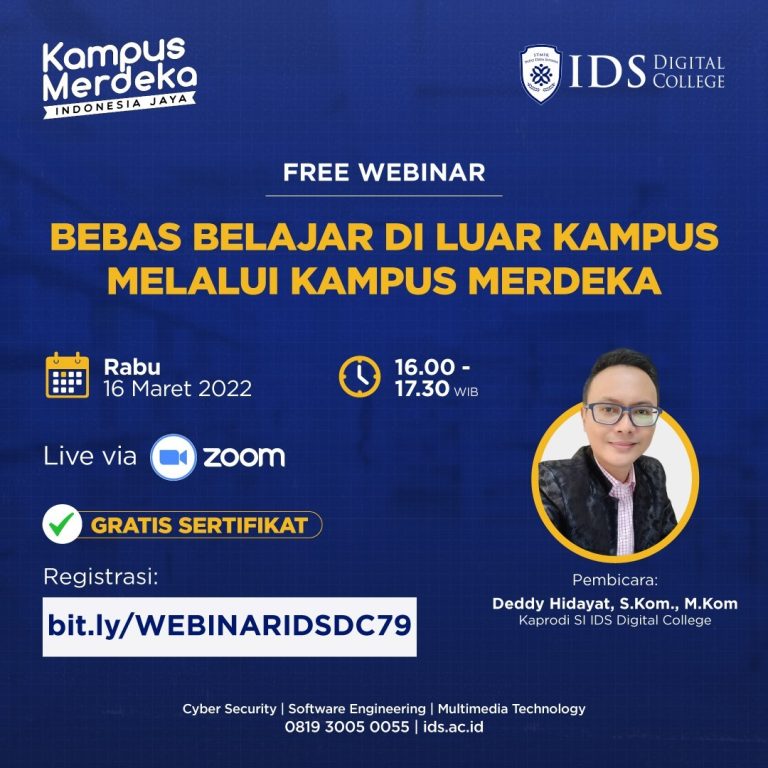 Kampus
Merdeka
INDONESIA JAYA
IDS DIGITAL
COLLEGE
FREE WEBINAR
BEBAS BELAJAR DI LUAR KAMPUS
MELALUI KAMPUS MERDEKA
Rabu
16 Maret 2022
16.00 -
17.30 WIB
Live via zoom
GRATIS SERTIFIKAT
Registrasi:
bit.ly/WEBINARIDSDC79
Pembicara:
Deddy Hidayat, S.Kom., M.Kom
Kaprodi SI IDS Digital College
Cyber Security | Software Engineering | Multimedia Technology
0819 3005 0055 | ids.ac.id